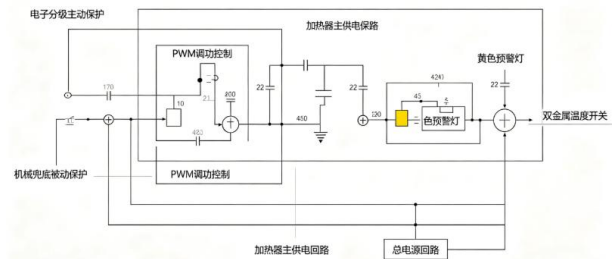 电子分级主动保护
加热器主供电保路
PWM调功控制
黄色预警灯
170
10
200
22
22
22
424)
45
450
120
色预警灯
双金属温度开关
机械兜底被动保护
PWM调功控制
加热器主供电回路
总电源回路